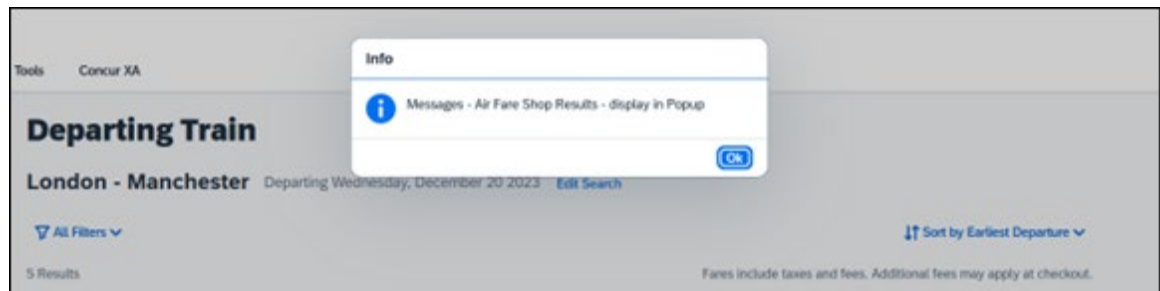 Info
Tools Concur XA
Messages - Air Fare Shop Results - display in Popup
Departing Train
Ok
London - Manchester Departing Wednesday, December 20 2023 Edit Search
All Filters Sort by Earliest Departure
5 Results Fares include taxes and fees. Additional fees may apply at checkout.